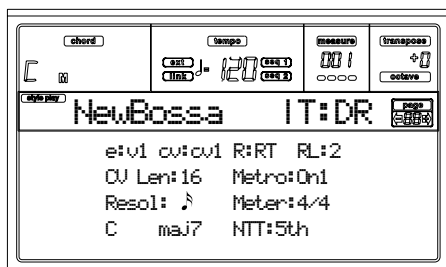 chord tempo measure transpose
C M ext link ♩= 120 seq 1 seq 2 001 +0
octave
style play page
NewBossa IT:DR
e:v1 cv:cv1 R:RT RL:2
CV Len:16 Metro:On1
Resol: ♪ Meter:4/4
C maj7 NTT:5th